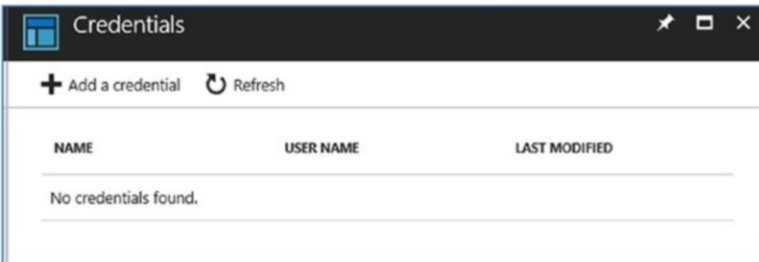 Credentials
Add a credential Refresh
NAME USER NAME LAST MODIFIED
No credentials found.